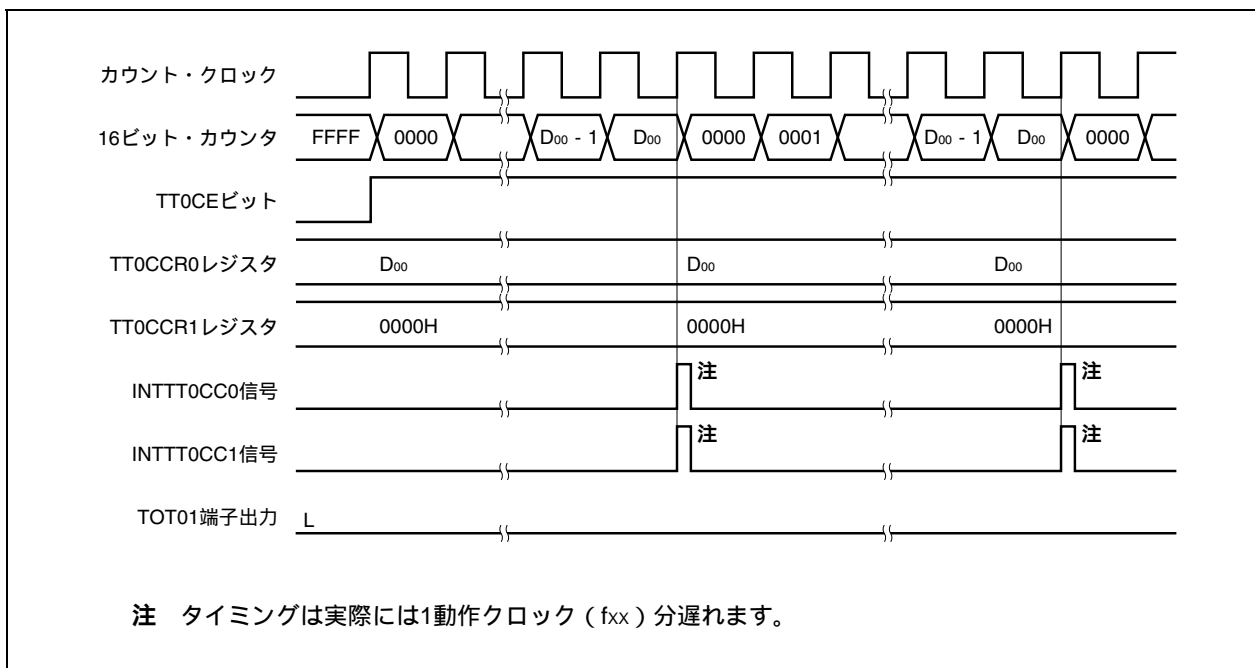 カウント・クロック
16ビット・カウンタ FFFF 0000 D00 - 1 D00 0000 0001 D00 - 1 D00 0000
TT0CEビット
TT0CCR0レジスタ D00 D00 D00
TT0CCR1レジスタ 0000H 0000H 0000H
INTTT0CC0信号 注 注
INTTT0CC1信号 注 注
TOT01端子出力 L
注 タイミングは実際には1動作クロック（fxx）分遅れます。